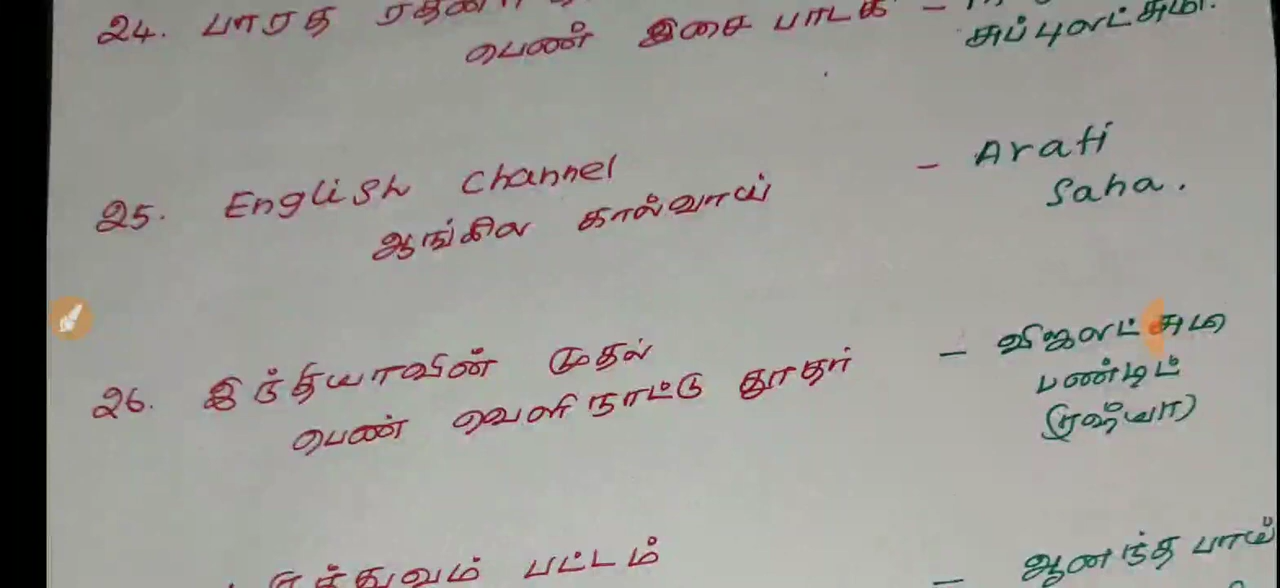 24. பாரத
பெண் இசை பாடகி -
சுப்புலட்சுமி.
25. English Channel - Arati
ஆங்கில கால்வாய் Saha.
26. இந்தியாவின் முதல் - விஜலட்சுமி
பெண் வெளிநாட்டு தூதர் பண்டிட்
(ரஷ்யா)
பட்டம் - ஆனந்த பாய்